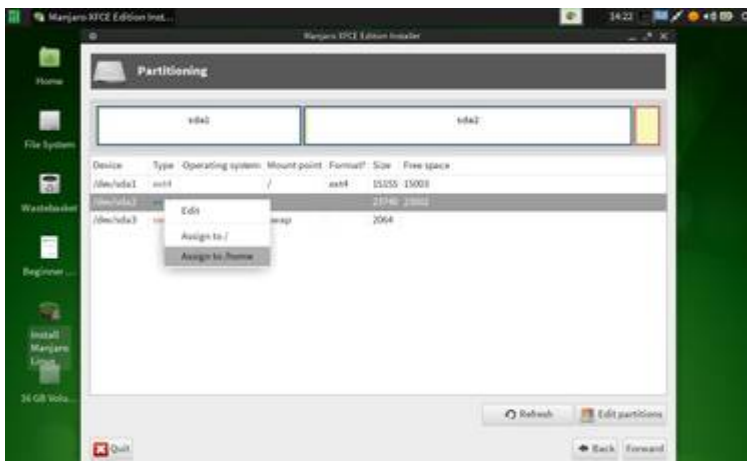 Manjaro XFCE Edition Inst...
14:22
Manjaro XFCE Edition Installer
Home
File System
Wastebasket
Beginner ...
Install
Manjaro
Linux
16 GB Volu...
Partitioning
sda1 sda2
Device Type Operating system Mount point Format? Size Free space
/dev/sda1 ext4 / ext4 15155 15003
/dev/sda2 23740
/dev/sda3 swap 2064
Edit
Assign to /
Assign to /home
Refresh Edit partitions
Quit Back Forward